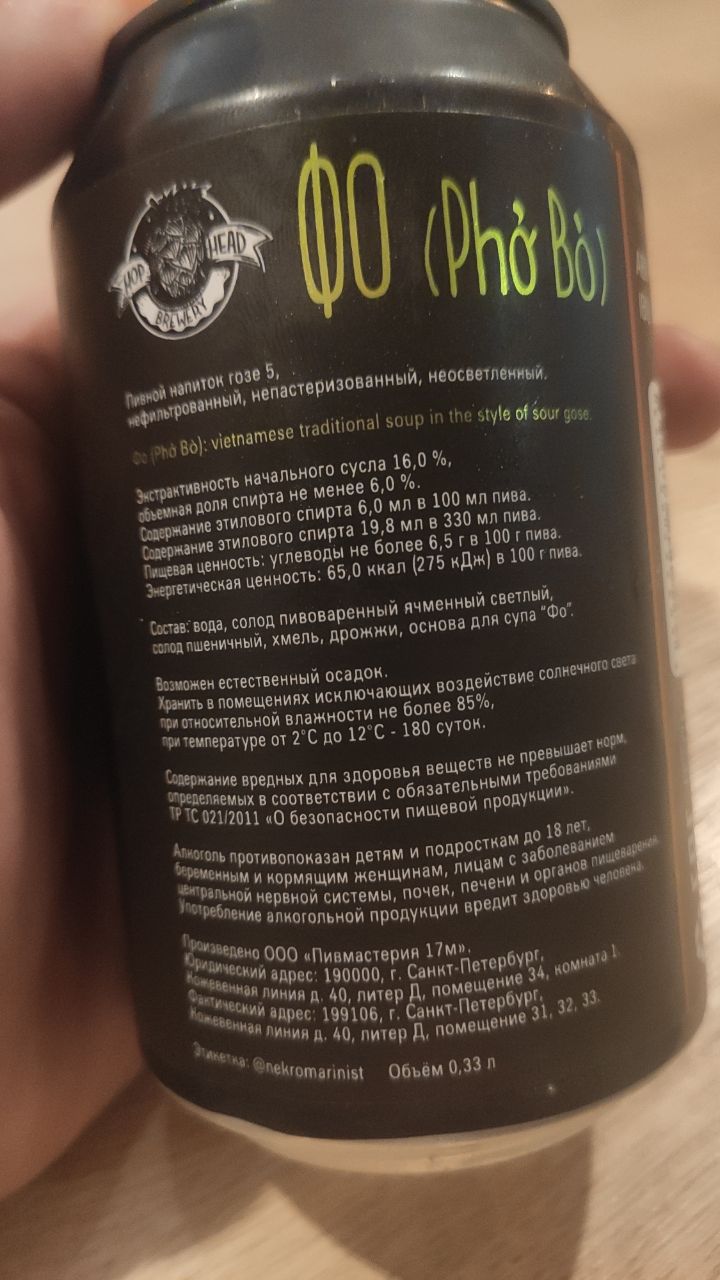 HOP HEAD
BREWERY
ФО (Phở Bò)
Пивной напиток гозе 5,
нефильтрованный, непастеризованный, неосветленный.
Фо (Phở Bò): vietnamese traditional soup in the style of sour gose.
Экстрактивность начального сусла 16,0 %,
объемная доля спирта не менее 6,0 %.
Содержание этилового спирта 6,0 мл в 100 мл пива.
Содержание этилового спирта 19,8 мл в 330 мл пива.
Пищевая ценность: углеводы не более 6,5 г в 100 г пива.
Энергетическая ценность: 65,0 ккал (275 кДж) в 100 г пива.
Состав: вода, солод пивоваренный ячменный светлый,
солод пшеничный, хмель, дрожжи, основа для супа "Фо".
Возможен естественный осадок.
Хранить в помещениях исключающих воздействие солнечного света
при относительной влажности не более 85%,
при температуре от 2°С до 12°С - 180 суток.
Содержание вредных для здоровья веществ не превышает норм,
определяемых в соответствии с обязательными требованиями
ТР ТС 021/2011 «О безопасности пищевой продукции».
Алкоголь противопоказан детям и подросткам до 18 лет,
беременным и кормящим женщинам, лицам с заболеванием
центральной нервной системы, почек, печени и органов пищеварения.
Употребление алкогольной продукции вредит здоровью человека.
Произведено ООО «Пивмастерия 17м».
Юридический адрес: 190000, г. Санкт-Петербург,
Кожевенная линия д. 40, литер Д, помещение 34, комната 1.
Фактический адрес: 199106, г. Санкт-Петербург,
Кожевенная линия д. 40, литер Д, помещение 31, 32, 33.
Этикетка: @nekromarinist Объём 0,33 л